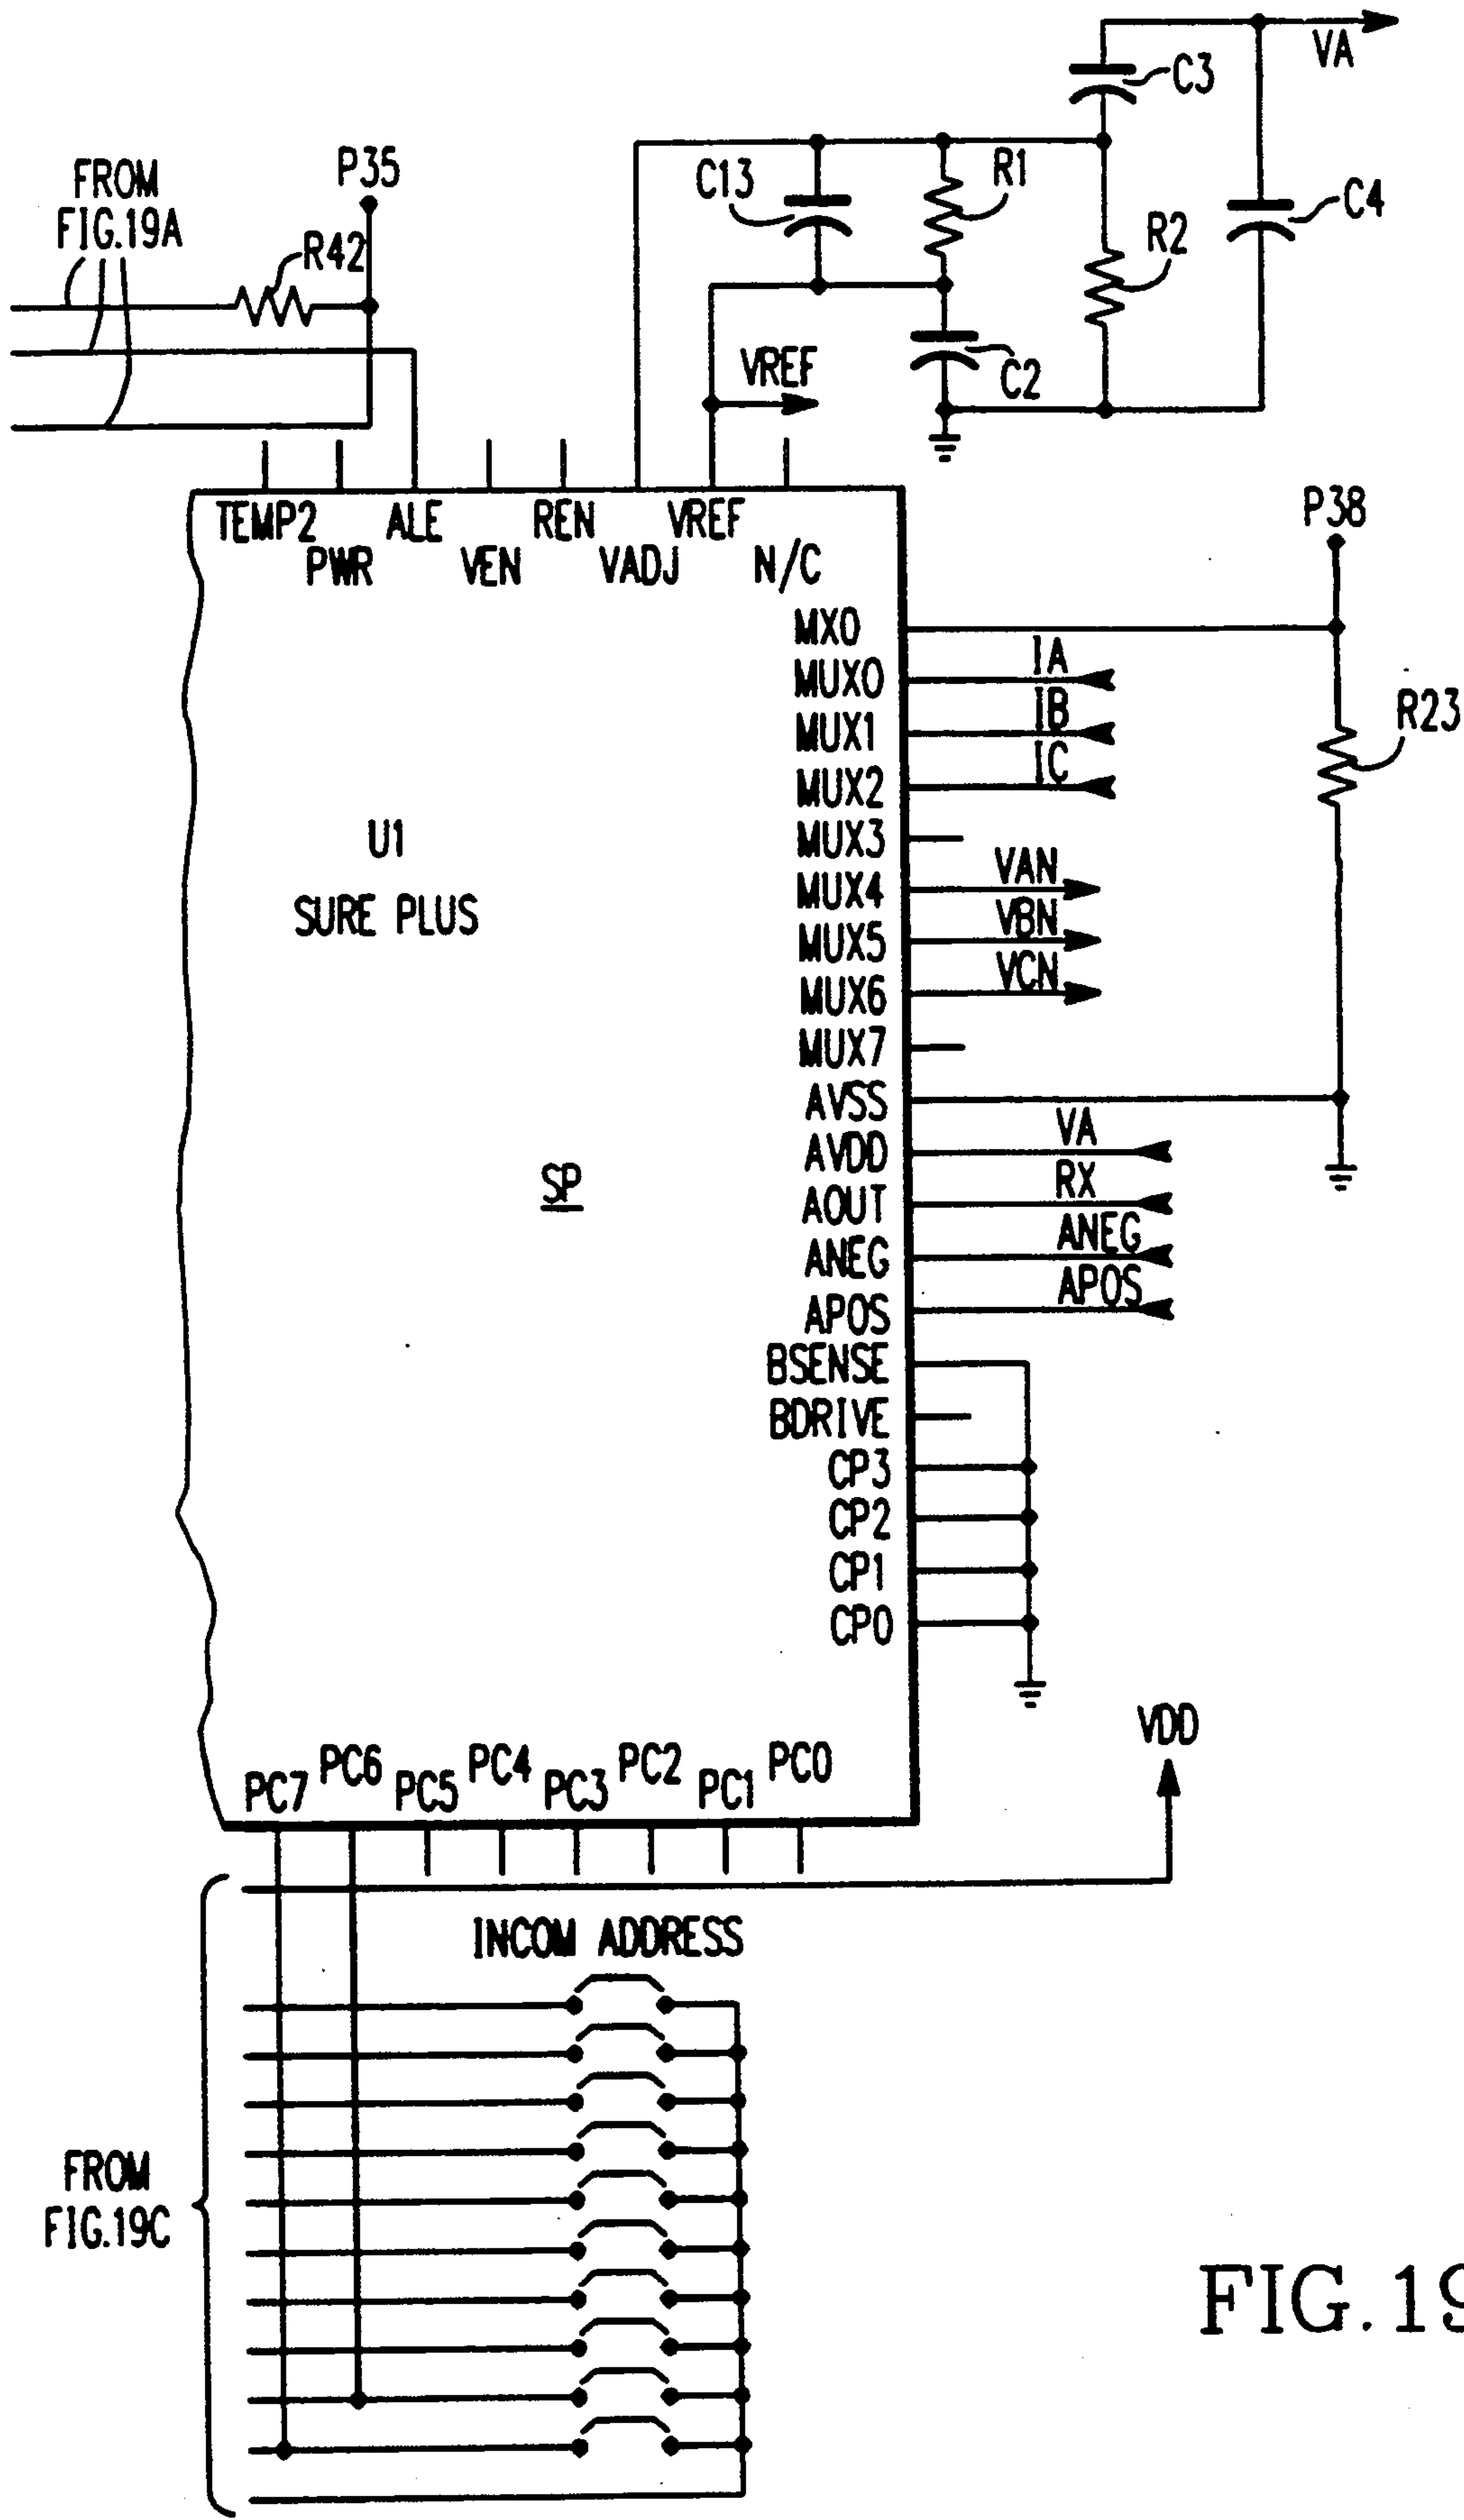 VA
C3
FROM
FIG.19A
P35
R42
C13
R1
R2
C4
VREF
C2
TEMP2
ALE
REN
VREF
PWR
VEN
VADJ
N/C
P38
MX0
MUX0
IA
MUX1
IB
MUX2
IC
R23
MUX3
U1
SURE PLUS
MUX4
VAN
MUX5
VBN
MUX6
VCN
MUX7
AVSS
AVDD
VA
SP
AOUT
RX
ANEG
ANEG
APOS
APOS
BSENSE
BDRIVE
CP3
CP2
CP1
CP0
VDD
PC7
PC6
PC5
PC4
PC3
PC2
PC1
PC0
INCOM ADDRESS
FROM
FIG.19C
FIG.19